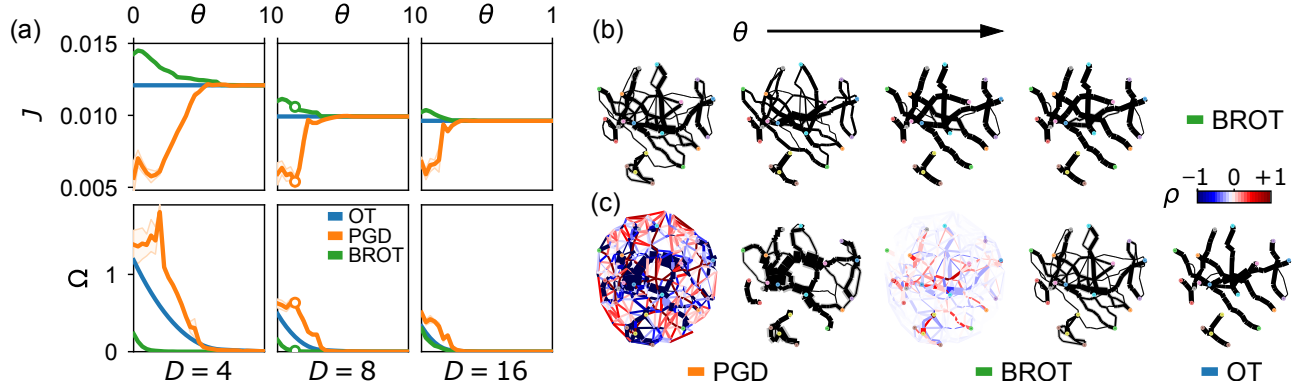 (a)
0 θ 10 θ 10 θ 1
0.015
0.010
0.005
J
OT
PGD
BROT
1
0
Ω
D = 4 D = 8 D = 16
(b)
θ
BROT
ρ −1 0 +1
(c)
PGD BROT OT